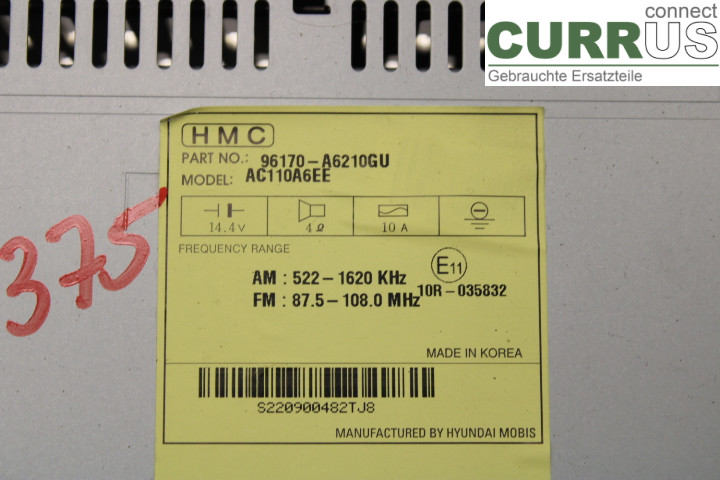 connect
CURRUS
Gebrauchte Ersatzteile
HMC
PART NO.: 96170-A6210GU
MODEL: AC110A6EE
14.4V 4Ω 10 A
FREQUENCY RANGE
AM : 522-1620 KHz E11
FM : 87.5-108.0 MHz 10R-035832
375
MADE IN KOREA
S220900482TJ8
MANUFACTURED BY HYUNDAI MOBIS